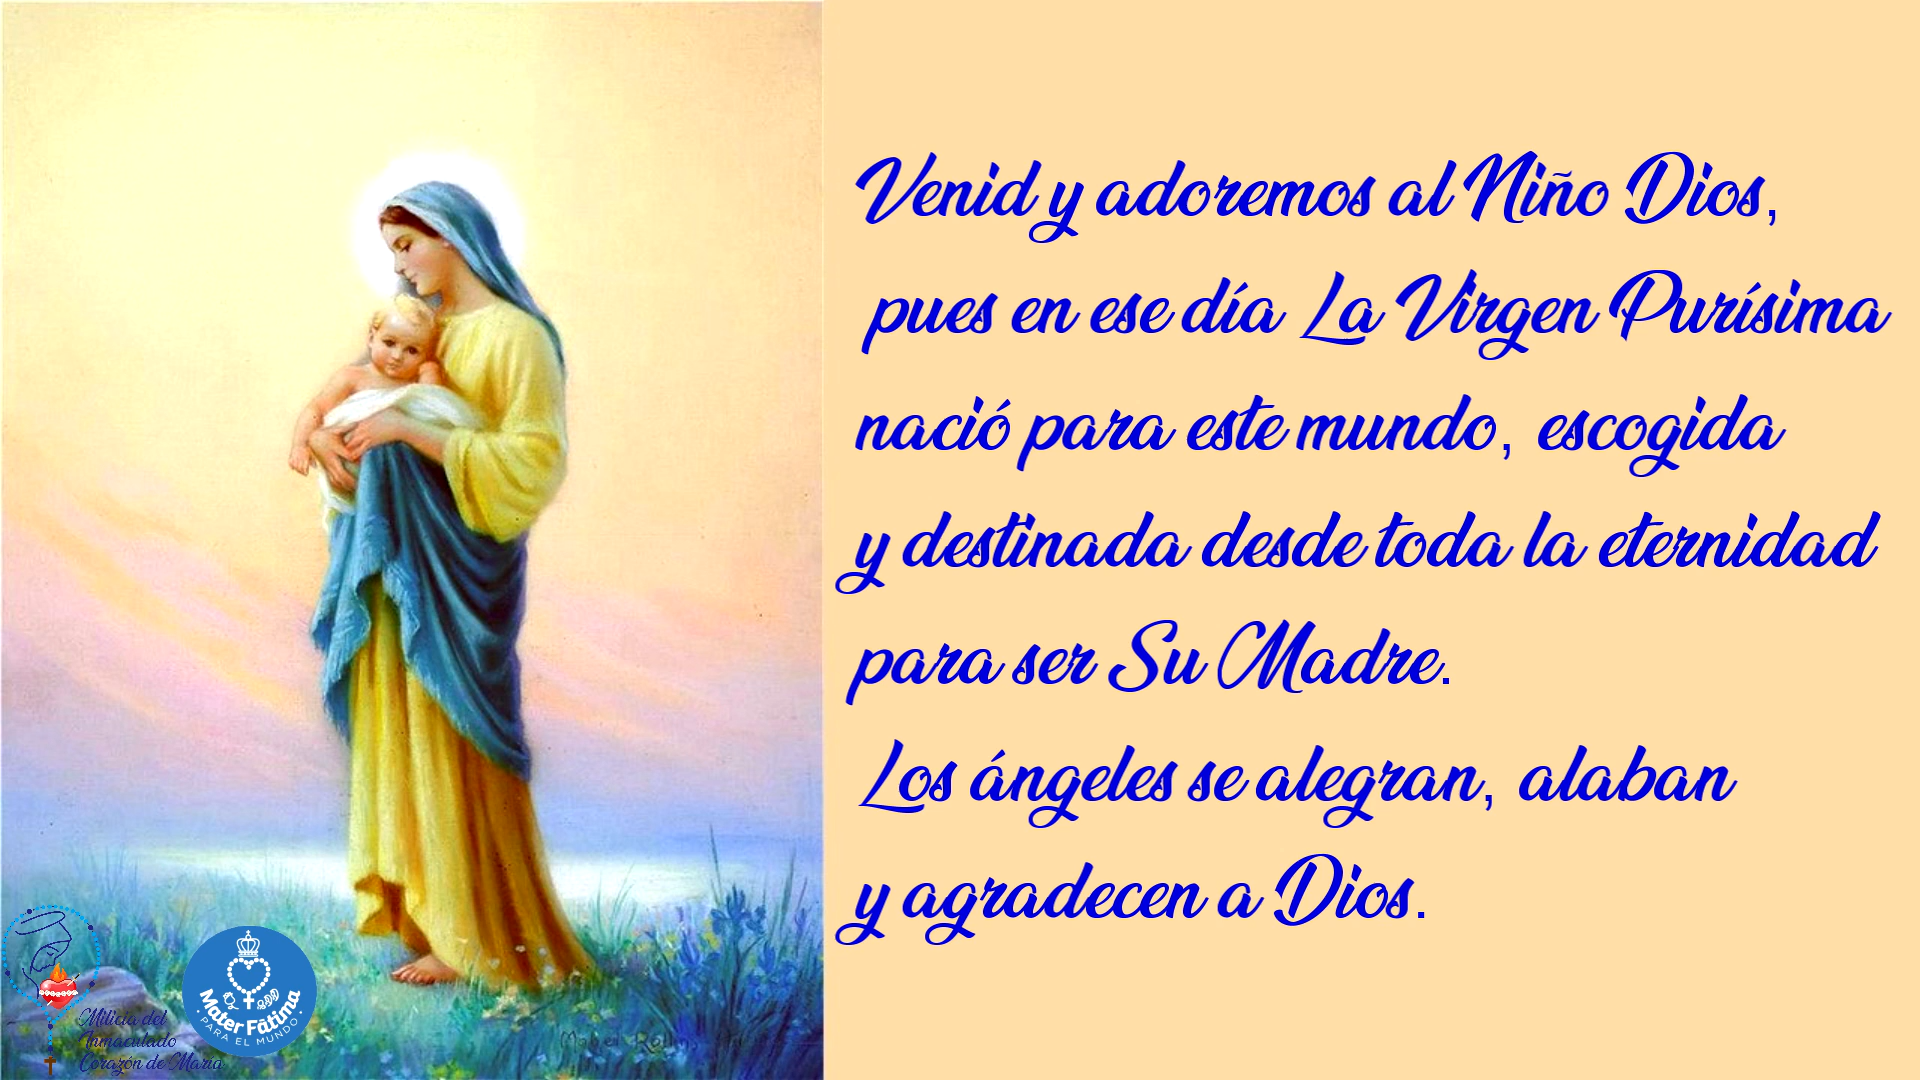 Venid y adoremos al Niño Dios,
pues en ese día La Virgen Purísima
nació para este mundo, escogida
y destinada desde toda la eternidad
para ser Su Madre.
Los ángeles se alegran, alaban
y agradecen a Dios.
Milicia del
Inmaculado
Corazón de María
Mater Fátima
• PARA EL MUNDO •
Mabel Rollins